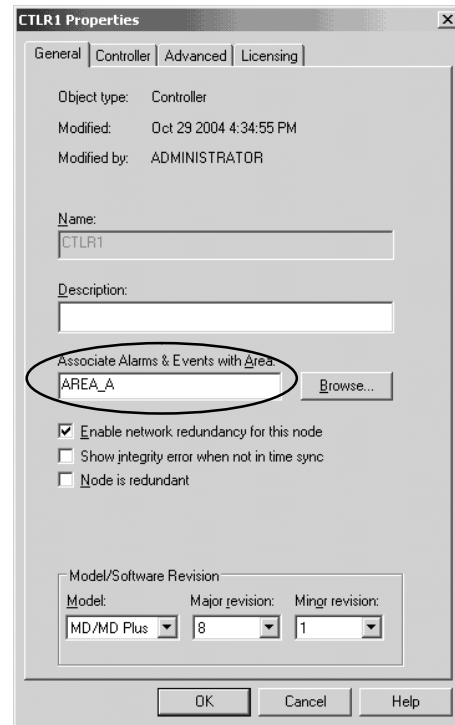 CTLR1 Properties
General Controller Advanced Licensing
Object type: Controller
Modified: Oct 29 2004 4:34:55 PM
Modified by: ADMINISTRATOR
Name:
CTLR1
Description:
Associate Alarms & Events with Area:
AREA_A Browse...
Enable network redundancy for this node
Show integrity error when not in time sync
Node is redundant
Model/Software Revision
Model: Major revision: Minor revision:
MD/MD Plus 8 1
OK Cancel Help